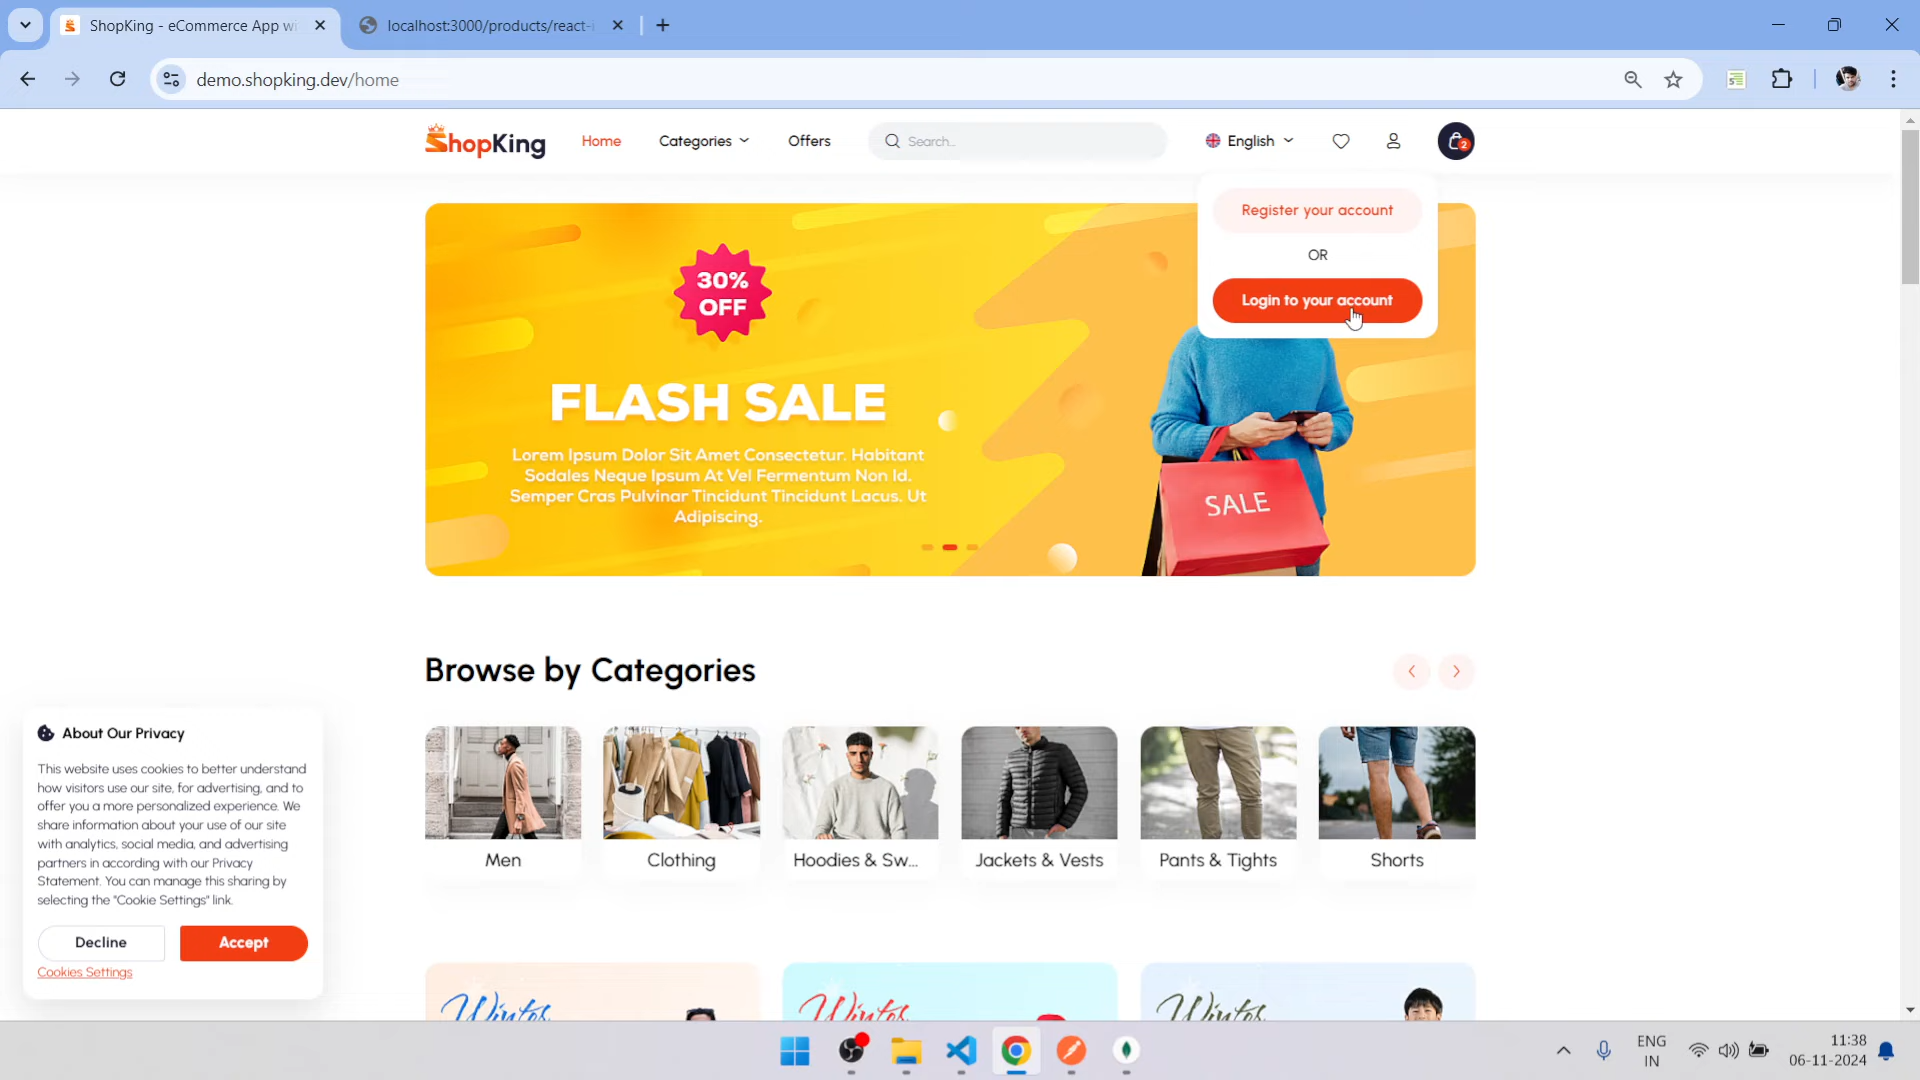 ShopKing - eCommerce App wi
localhost:3000/products/react-i
demo.shopking.dev/home
ShopKing
Home
Categories
Offers
Search...
English
2
Register your account
OR
Login to your account
30%
OFF
FLASH SALE
Lorem Ipsum Dolor Sit Amet Consectetur. Habitant
Sodales Neque Ipsum At Vel Fermentum Non Id.
Semper Cras Pulvinar Tincidunt Tincidunt Lacus. Ut
Adipiscing.
SALE
Browse by Categories
Men
Clothing
Hoodies & Sw...
Jackets & Vests
Pants & Tights
Shorts
About Our Privacy
This website uses cookies to better understand
how visitors use our site, for advertising, and to
offer you a more personalized experience. We
share information about your use of our site
with analytics, social media, and advertising
partners in according with our Privacy
Statement. You can manage this sharing by
selecting the "Cookie Settings" link.
Decline
Accept
Cookies Settings
Winter
Winter
Winter
ENG
IN
11:38
06-11-2024